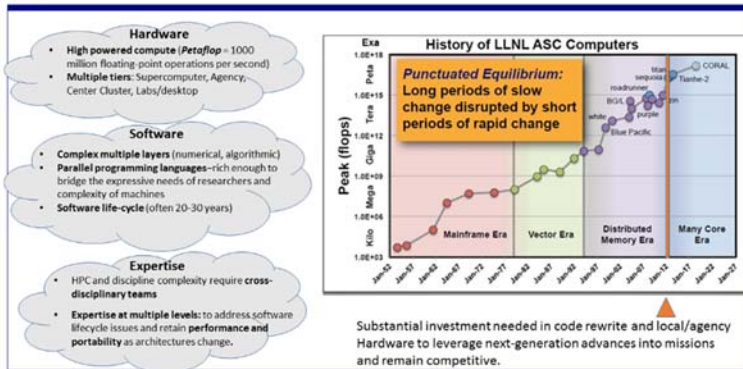 Hardware
• High powered compute (Petaflop = 1000
million floating-point operations per second)
• Multiple tiers: Supercomputer, Agency,
Center Cluster, Labs/desktop
Software
• Complex multiple layers (numerical, algorithmic)
• Parallel programming languages–rich enough to
bridge the expressive needs of researchers and
complexity of machines
• Software life-cycle (often 20-30 years)
Expertise
• HPC and discipline complexity require cross-
disciplinary teams
• Expertise at multiple levels: to address software
lifecycle issues and retain performance and
portability as architectures change.
History of LLNL ASC Computers
Punctuated Equilibrium:
Long periods of slow
change disrupted by short
periods of rapid change
Peak (flops)
Exa
Peta
Tera
Giga
Mega
Kilo
1.0E+18
1.0E+15
1.0E+12
1.0E+09
1.0E+06
1.0E+03
titan
CORAL
sequoia
Tianhe-2
roadrunner
BG/L
purple
white
Blue Pacific
Mainframe Era
Vector Era
Distributed
Memory Era
Many Core
Era
Jan-52
Jan-57
Jan-62
Jan-67
Jan-72
Jan-77
Jan-82
Jan-87
Jan-92
Jan-97
Jan-02
Jan-07
Jan-12
Jan-17
Jan-22
Jan-27
Substantial investment needed in code rewrite and local/agency
Hardware to leverage next-generation advances into missions
and remain competitive.